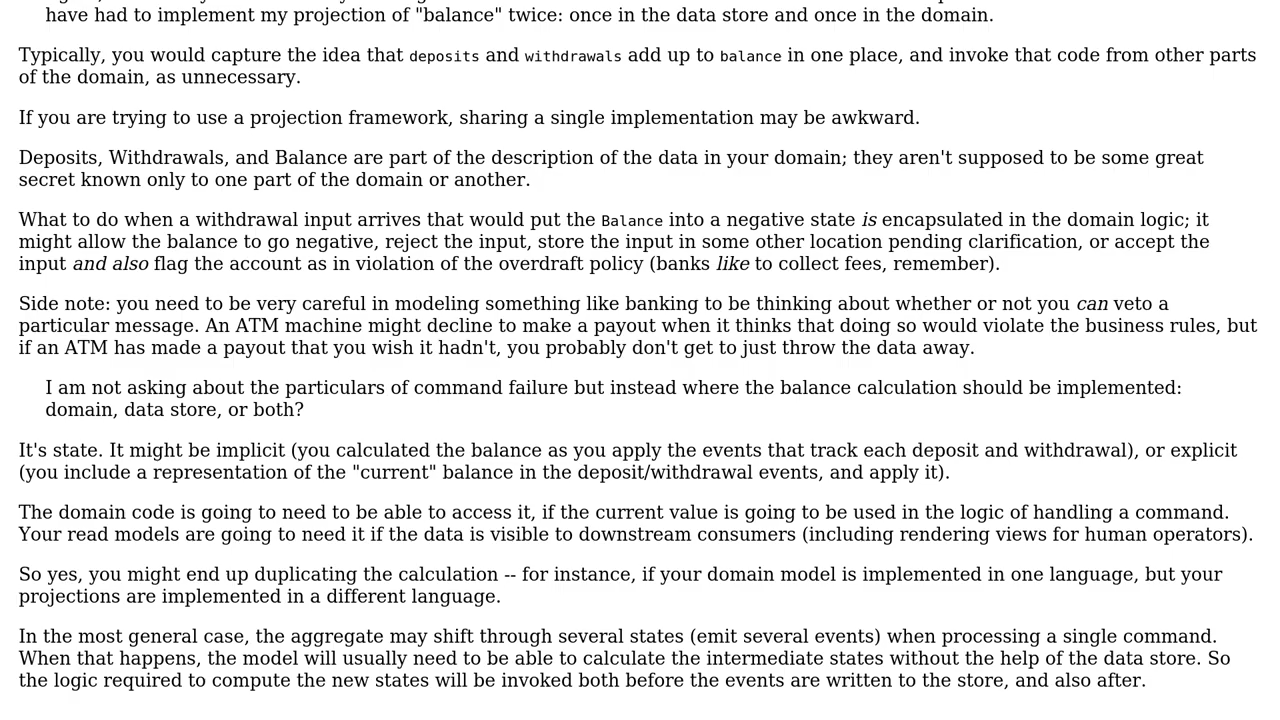 have had to implement my projection of "balance" twice: once in the data store and once in the domain.
Typically, you would capture the idea that deposits and withdrawals add up to balance in one place, and invoke that code from other parts
of the domain, as unnecessary.
If you are trying to use a projection framework, sharing a single implementation may be awkward.
Deposits, Withdrawals, and Balance are part of the description of the data in your domain; they aren't supposed to be some great
secret known only to one part of the domain or another.
What to do when a withdrawal input arrives that would put the Balance into a negative state is encapsulated in the domain logic; it
might allow the balance to go negative, reject the input, store the input in some other location pending clarification, or accept the
input and also flag the account as in violation of the overdraft policy (banks like to collect fees, remember).
Side note: you need to be very careful in modeling something like banking to be thinking about whether or not you can veto a
particular message. An ATM machine might decline to make a payout when it thinks that doing so would violate the business rules, but
if an ATM has made a payout that you wish it hadn't, you probably don't get to just throw the data away.
I am not asking about the particulars of command failure but instead where the balance calculation should be implemented:
domain, data store, or both?
It's state. It might be implicit (you calculated the balance as you apply the events that track each deposit and withdrawal), or explicit
(you include a representation of the "current" balance in the deposit/withdrawal events, and apply it).
The domain code is going to need to be able to access it, if the current value is going to be used in the logic of handling a command.
Your read models are going to need it if the data is visible to downstream consumers (including rendering views for human operators).
So yes, you might end up duplicating the calculation -- for instance, if your domain model is implemented in one language, but your
projections are implemented in a different language.
In the most general case, the aggregate may shift through several states (emit several events) when processing a single command.
When that happens, the model will usually need to be able to calculate the intermediate states without the help of the data store. So
the logic required to compute the new states will be invoked both before the events are written to the store, and also after.